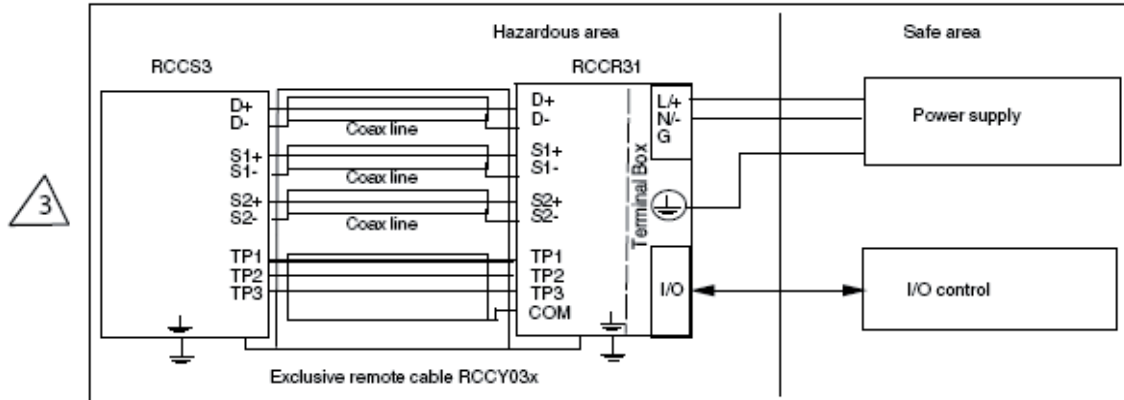 Hazardous area
Safe area
RCCS3
RCCR31
D+
D-
Coax line
D+
D-
L/+
N/-
G
Power supply
S1+
S1-
Coax line
S1+
S1-
3
S2+
S2-
Coax line
S2+
S2-
Terminal Box
TP1
TP2
TP3
TP1
TP2
TP3
COM
I/O
I/O control
Exclusive remote cable RCCY03x